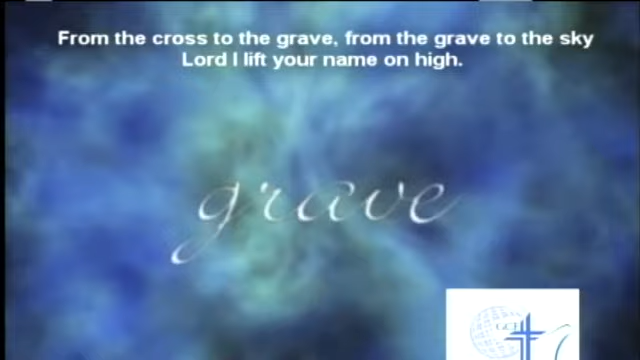 From the cross to the grave, from the grave to the sky
Lord I lift your name on high.
grave